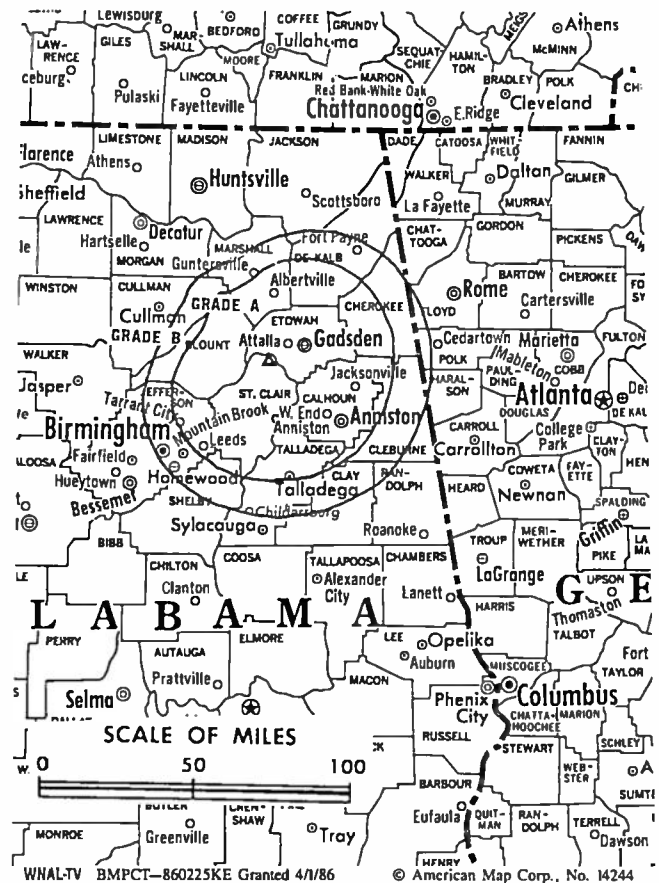 Lewisburg
COFFEE
GRUNDY
MEIGS
Athens
LAW-
RENCE
GILES
MAR-
SHALL
BEDFORD
Tullahoma
SEQUAT-
CHIE
HAMIL-
TON
McMINN
MOORE
ceburg
Pulaski
LINCOLN
Fayetteville
FRANKLIN
MARION
BRADLEY
POLK
Red Bank-White Oak
Chattanooga
E.Ridge
Cleveland
LIMESTONE
MADISON
JACKSON
DADE
CATOOSA
WHIT-
FIELD
FANNIN
Florence
Athens
WALKER
Daltan
GILMER
Sheffield
Huntsville
Scottsboro
La Fayette
MURRAY
LAWRENCE
Decatur
GORDON
Hartselle
MORGAN
MARSHALL
Fort Payne
CHAT-
TOOGA
PICKENS
Guntersville
DE KALB
WINSTON
CULLMAN
Albertville
BARTOW
CHEROKEE
GRADE A
CHEROKEE
Rome
FLOYD
Cartersville
Cullman
ETOWAH
GRADE B
BLOUNT
Attalla
Gadsden
Cedartown
Marietta
FULTON
WALKER
POLK
Mableton
COBB
Jasper
Jacksonville
HARAL-
SON
PAUL-
DING
Atlanta
JEFFER-
SON
ST. CLAIR
CALHOUN
DOUGLAS
DE KAL
Tarrant City
Mountain Brook
W. End
Anniston
Anniston
CARROLL
College
Park
CLAY-
TON
Birmingham
Leeds
TALLADEGA
CLEBURNE
Carrollton
Fairfield
Homewood
CLAY
RAN-
DOLPH
HEARD
COWETA
FAY-
ETTE
HEN
Hueytown
Talladega
Newnan
Bessemer
SHELBY
Childersburg
SPALDING
Sylacauga
Roanoke
TROUP
MERI-
WETHER
Griffin
BIBB
COOSA
PIKE
CHILTON
TALLAPOOSA
CHAMBERS
LaGrange
Clanton
Alexander
City
Lanett
UPSON
L A B A M A
G E
HARRIS
Thomaston
TALBOT
PERRY
ELMORE
LEE
Opelika
AUTAUGA
Auburn
MUSCOGEE
Fort
TAYLOR
Prattville
MACON
Selma
Phenix
City
Columbus
CHATTA-
HOOCHEE
MARION
SCALE OF MILES
RUSSELL
STEWART
SCHLEY
0 50 100
WEB-
STER
BARBOUR
SUMTE
Eufaula
QUIT-
MAN
RAN-
DOLPH
TERRELL
BUTLER
CREN-
SHAW
MONROE
Greenville
Tray
Dawson
HENRY
WNAL-TV BMPCT—860225KE Granted 4/1/86
© American Map Corp., No. 14244